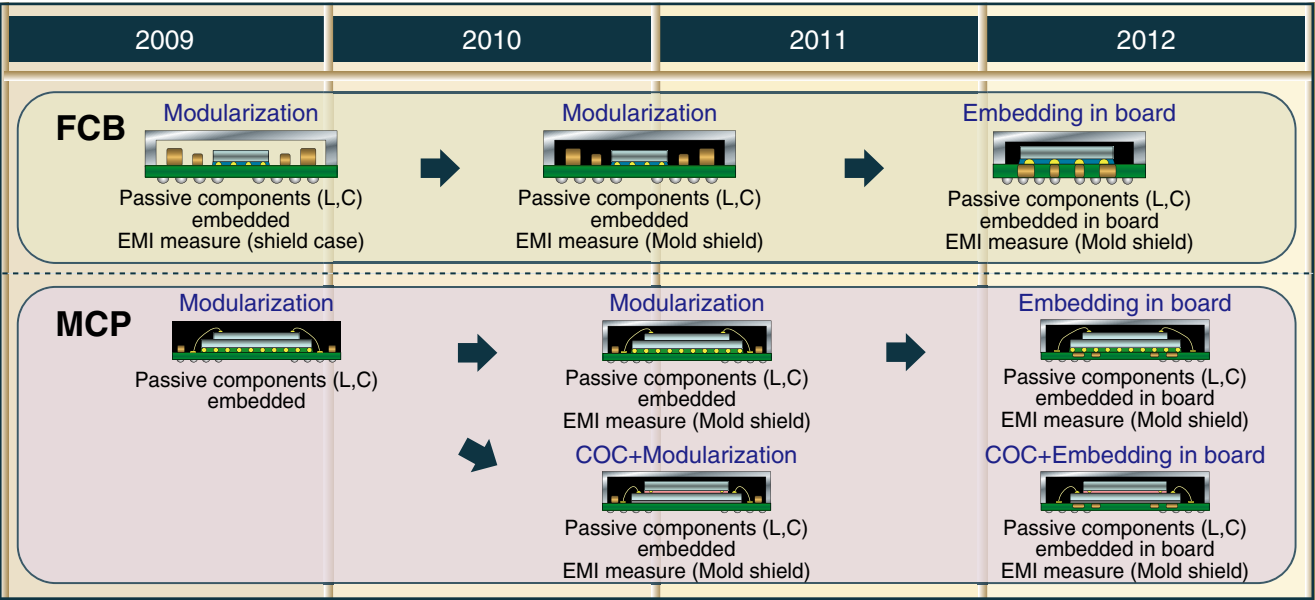 2009
2010
2011
2012
FCB
Modularization
Passive components (L,C)
embedded
EMI measure (shield case)
Modularization
Passive components (L,C)
embedded
EMI measure (Mold shield)
Embedding in board
Passive components (L,C)
embedded in board
EMI measure (Mold shield)
MCP
Modularization
Passive components (L,C)
embedded
Modularization
Passive components (L,C)
embedded
EMI measure (Mold shield)
Embedding in board
Passive components (L,C)
embedded in board
EMI measure (Mold shield)
COC+Modularization
Passive components (L,C)
embedded
EMI measure (Mold shield)
COC+Embedding in board
Passive components (L,C)
embedded in board
EMI measure (Mold shield)